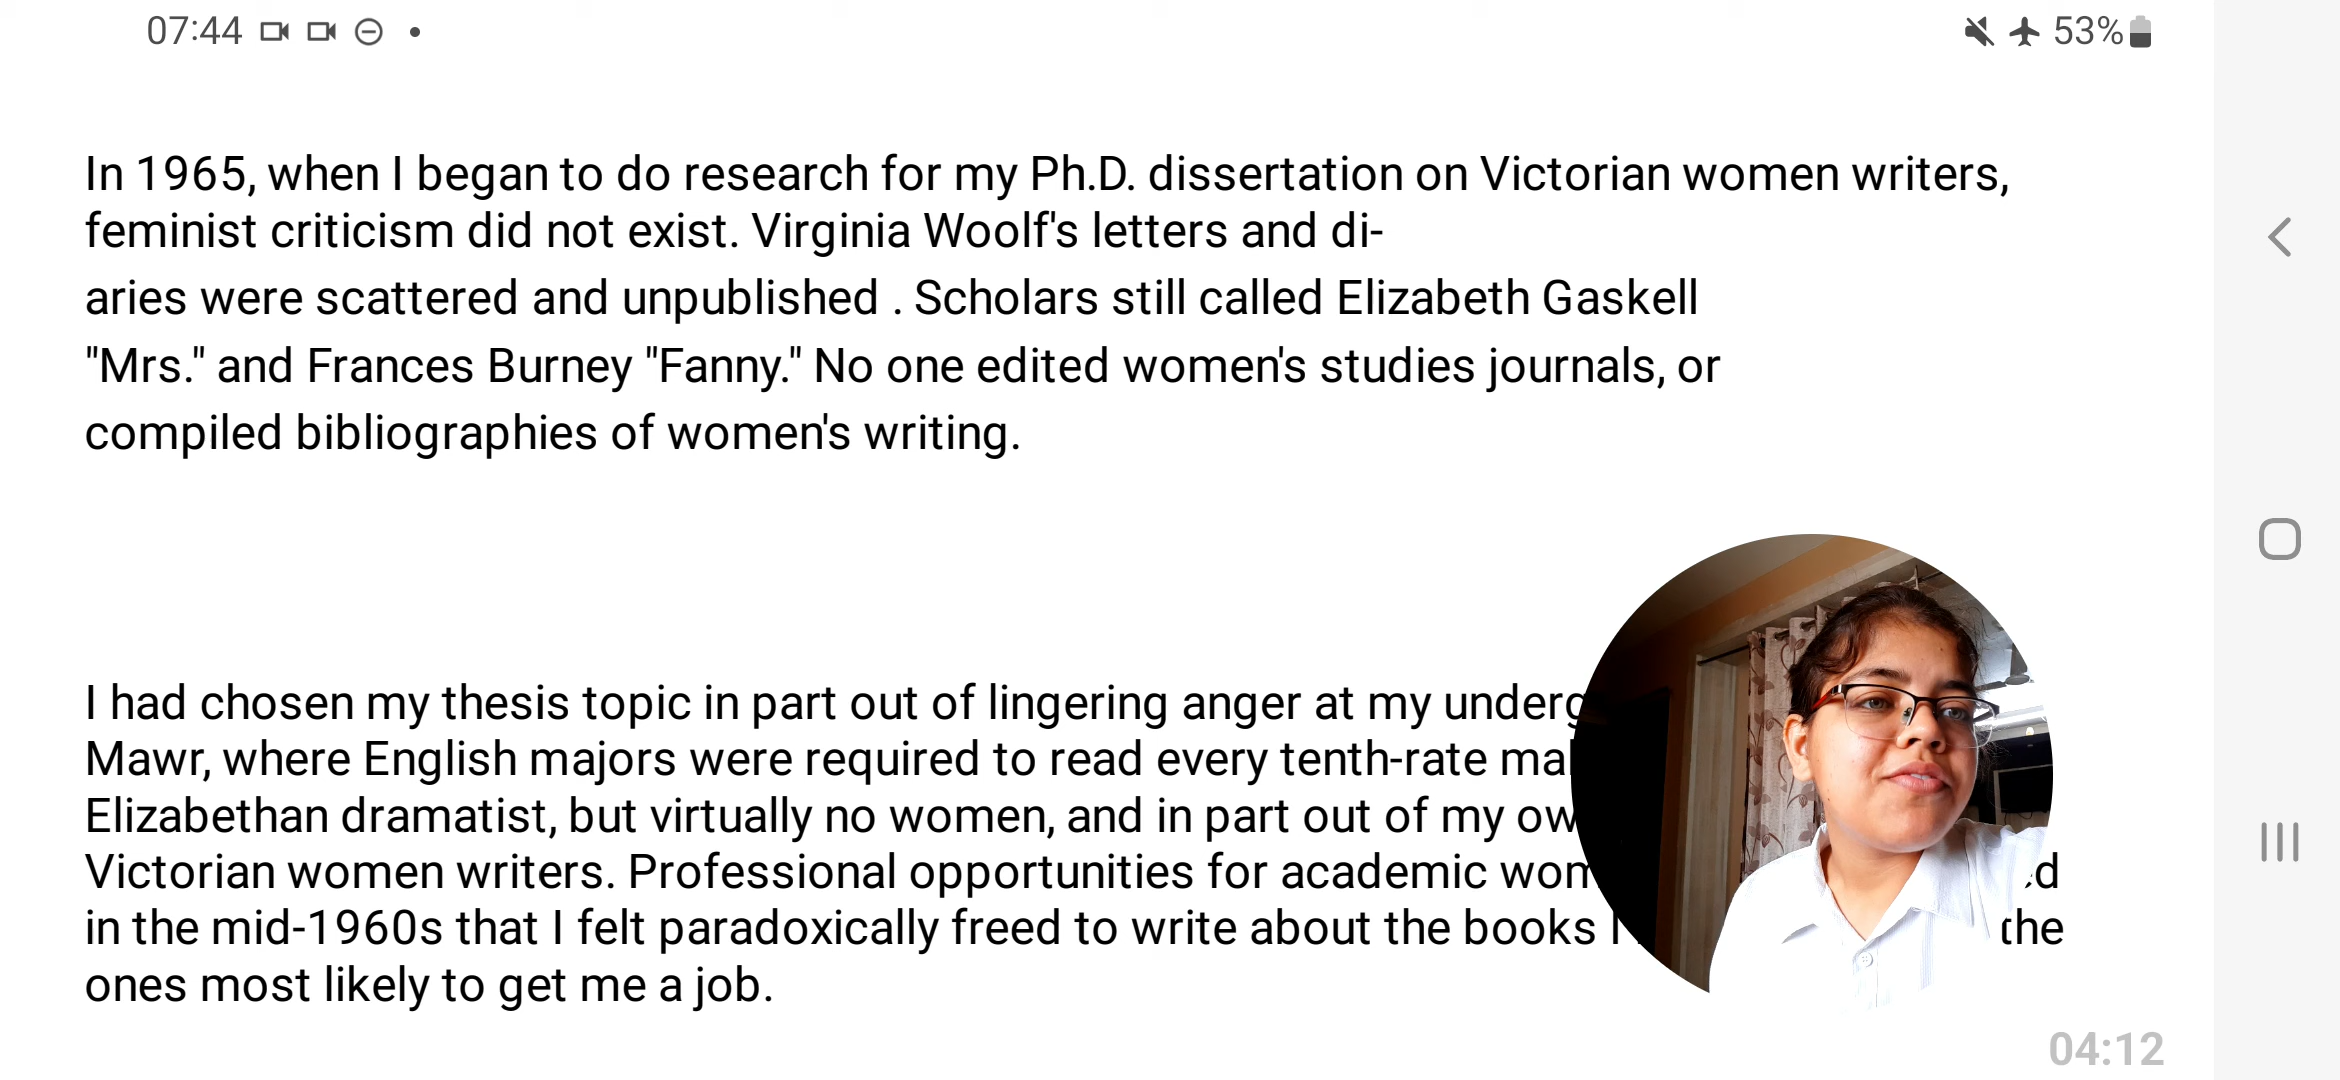 07:44
53%
In 1965, when I began to do research for my Ph.D. dissertation on Victorian women writers,
feminist criticism did not exist. Virginia Woolf's letters and di-
aries were scattered and unpublished . Scholars still called Elizabeth Gaskell
"Mrs." and Frances Burney "Fanny." No one edited women's studies journals, or
compiled bibliographies of women's writing.
I had chosen my thesis topic in part out of lingering anger at my
Mawr, where English majors were required to read every tenth-rate
Elizabethan dramatist, but virtually no women, and in part out of my
Victorian women writers. Professional opportunities for academic
in the mid-1960s that I felt paradoxically freed to write about the books I the
ones most likely to get me a job.
04:12